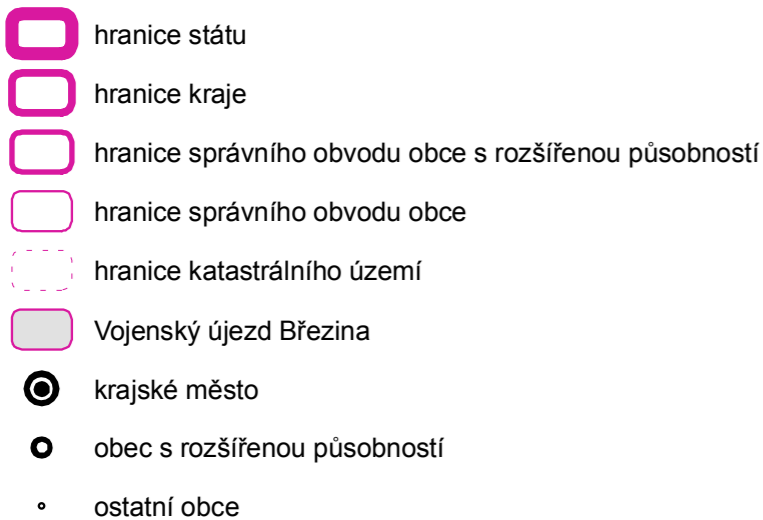 hranice státu
hranice kraje
hranice správního obvodu obce s rozšířenou působností
hranice správního obvodu obce
hranice katastrálního území
Vojenský újezd Březina
krajské město
obec s rozšířenou působností
ostatní obce